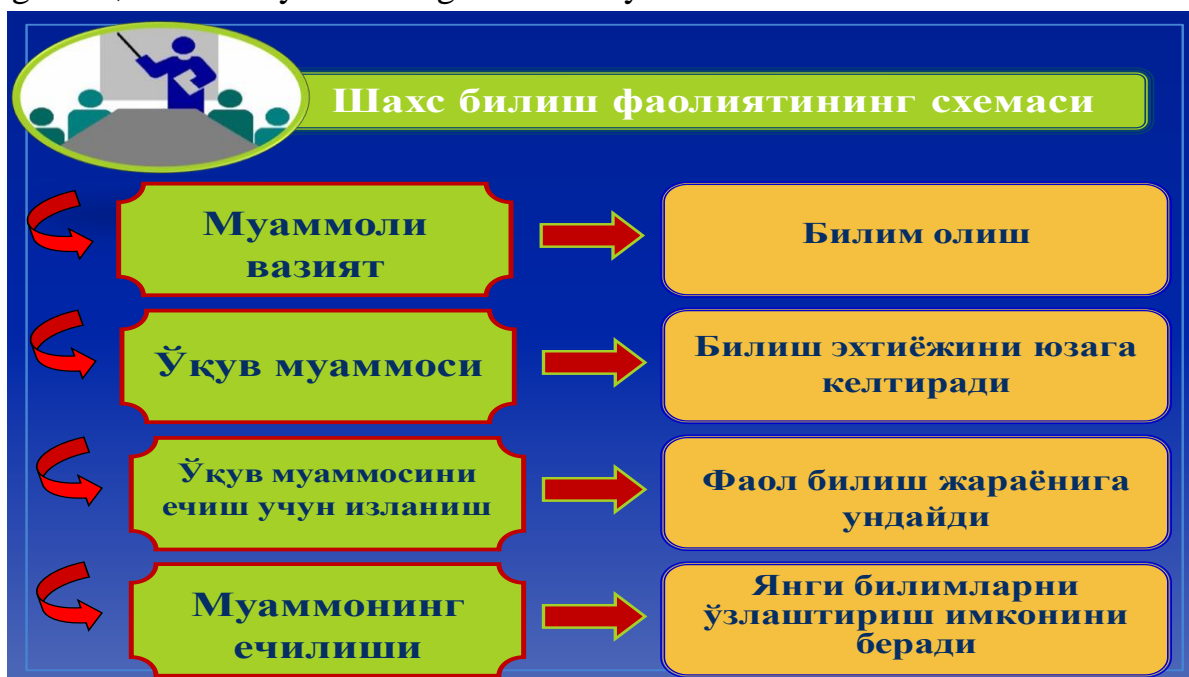 Шахс билиш фаолиятининг схемаси
Муаммоли
вазият
Билим олиш
Ўқув муаммоси
Билиш эхтиёжини юзага
келтиради
Ўқув муаммосини
ечиш учун изланиш
Фаол билиш жараёнига
ундайди
Муаммонинг
ечилиши
Янги билимларни
ўзлаштириш имконини
беради